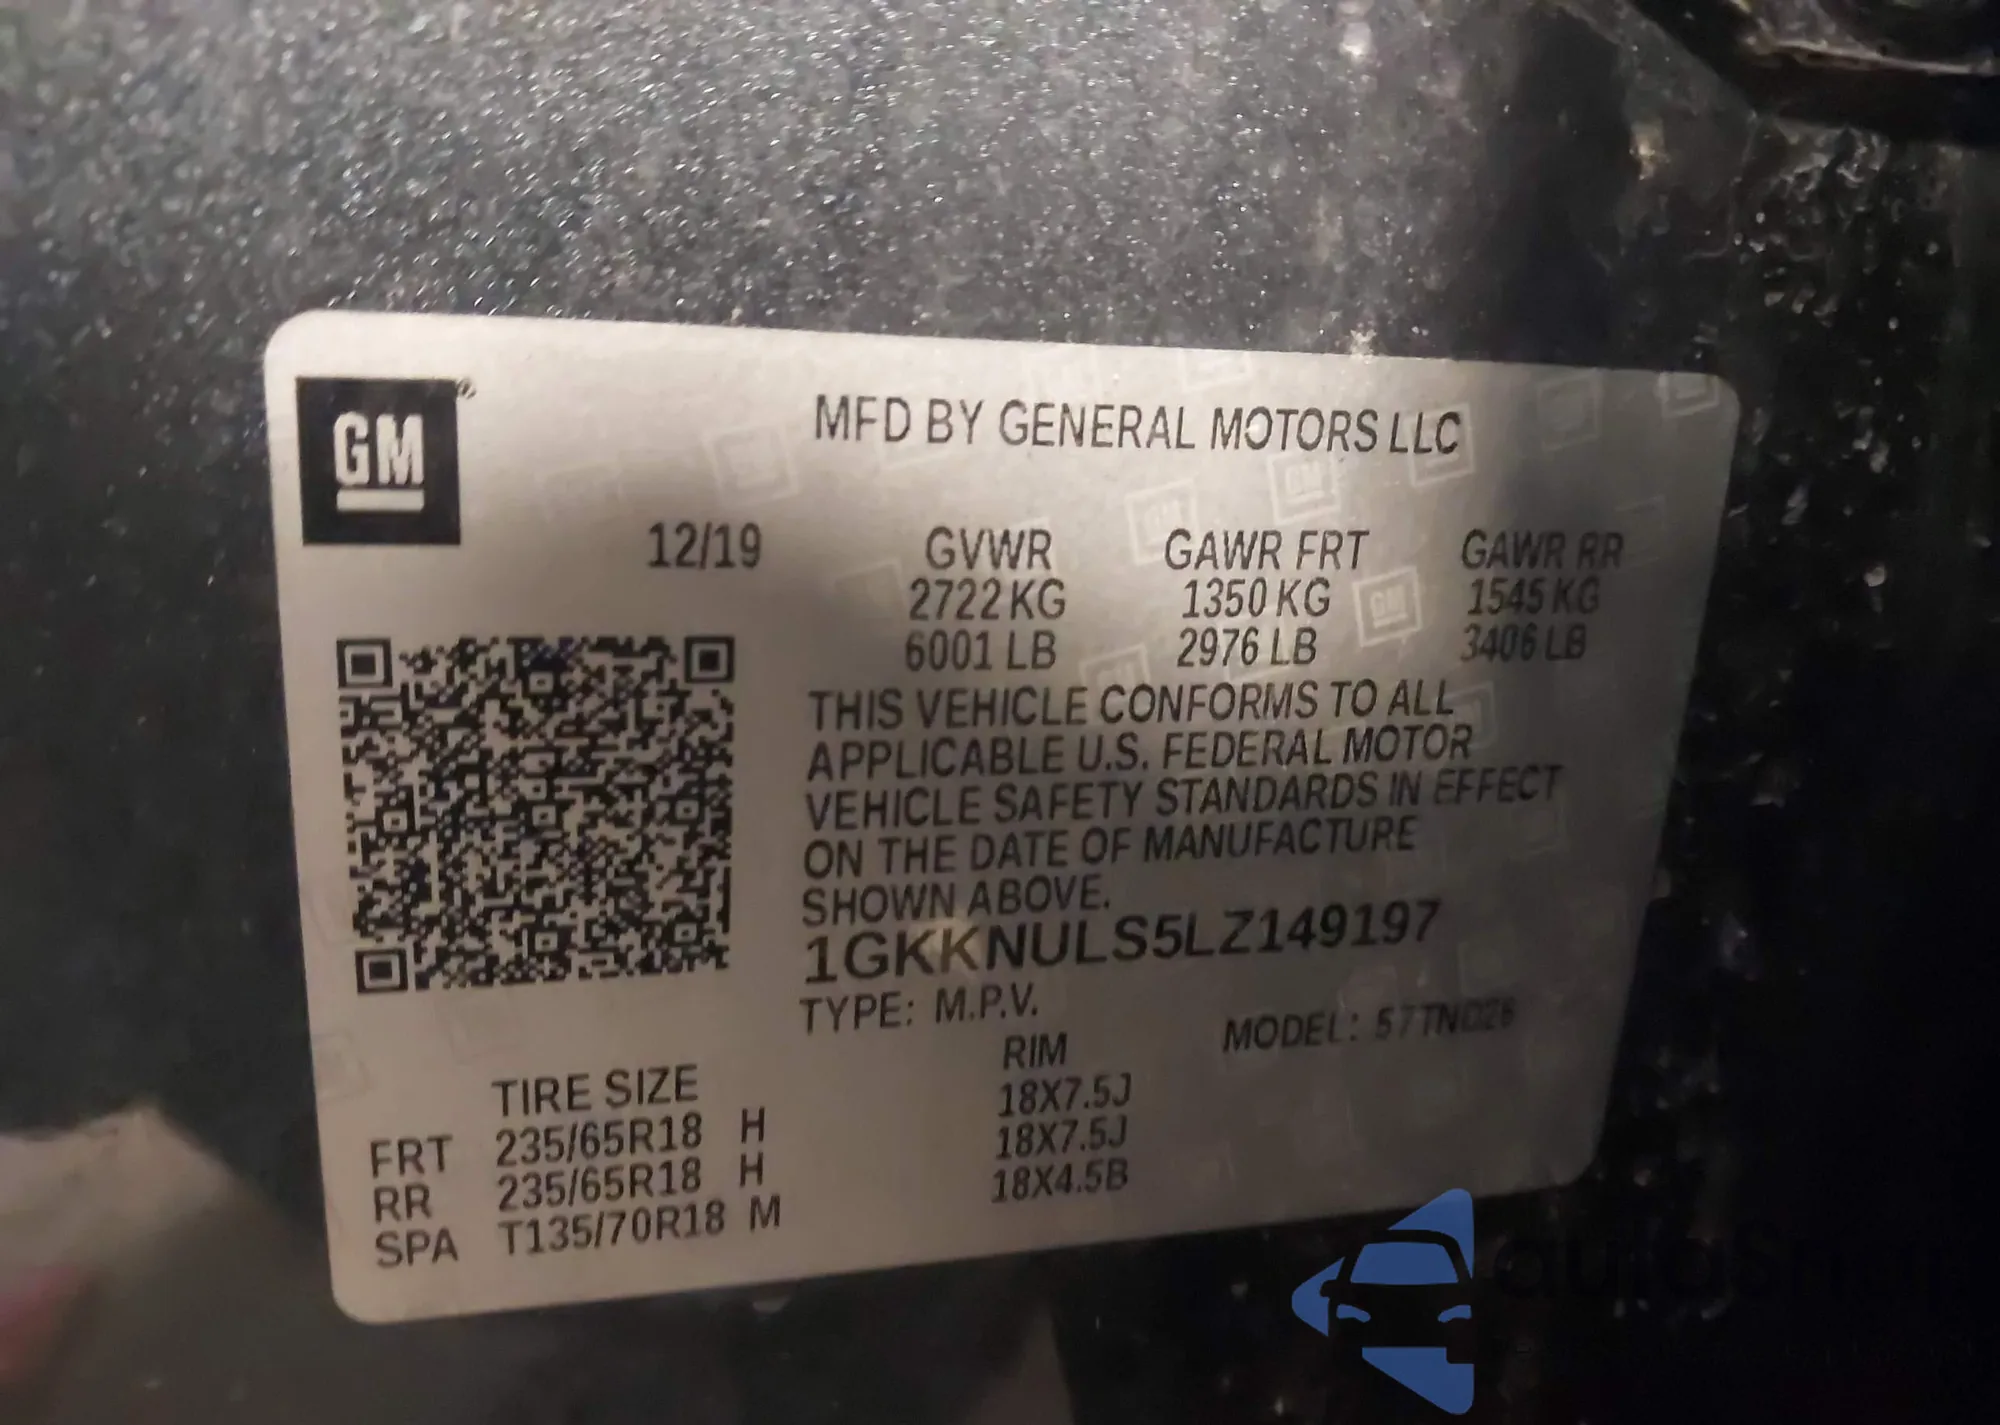 GM®
MFD BY GENERAL MOTORS LLC
12/19 GVWR GAWR FRT GAWR RR
2722 KG 1350 KG 1545 KG
6001 LB 2976 LB 3406 LB
THIS VEHICLE CONFORMS TO ALL
APPLICABLE U.S. FEDERAL MOTOR
VEHICLE SAFETY STANDARDS IN EFFECT
ON THE DATE OF MANUFACTURE
SHOWN ABOVE.
1GKKNULS5LZ149197
TYPE: M.P.V. MODEL: 57TND26
TIRE SIZE RIM
FRT 235/65R18 H 18X7.5J
RR 235/65R18 H 18X7.5J
SPA T135/70R18 M 18X4.5B